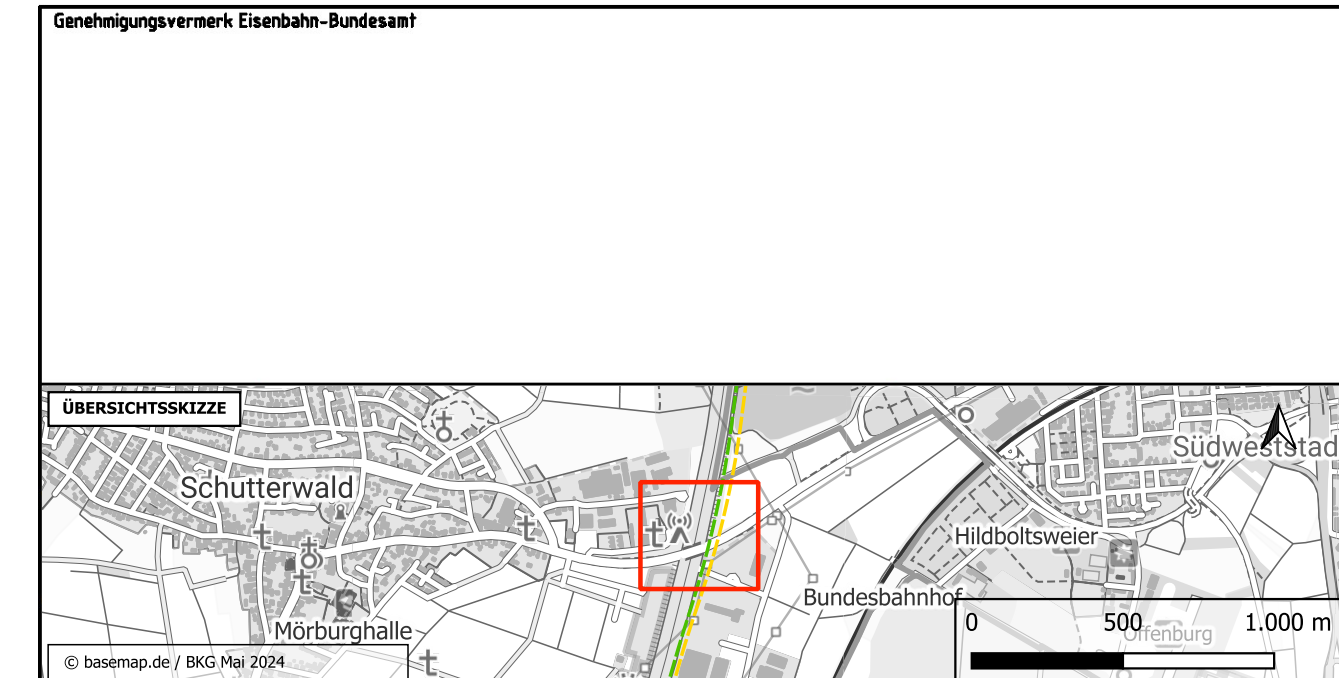 Genehmigungsvermerk Eisenbahn-Bundesamt
ÜBERSICHTSSKIZZE
Südweststad
Schutterwald
Hildboltsweier
Bundesbahnhof
Mörburghalle
0 500 1.000 m
Offenburg
© basemap.de / BKG Mai 2024